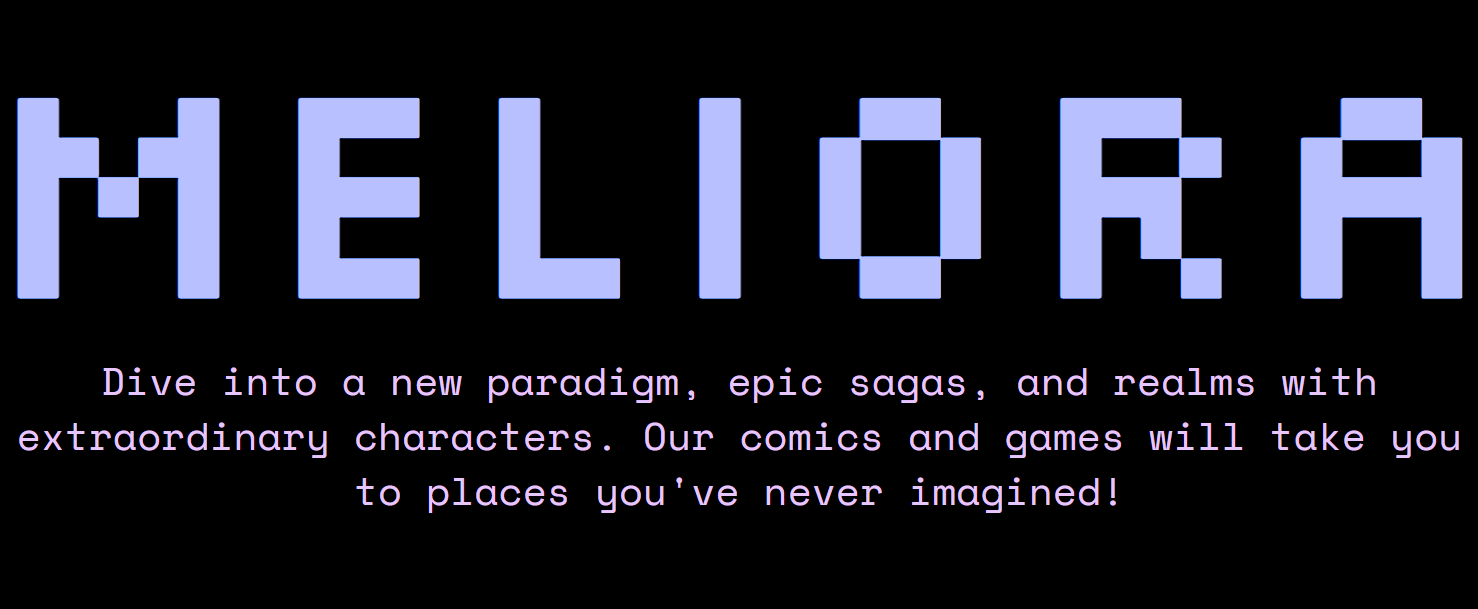 MELIORA
Dive into a new paradigm, epic sagas, and realms with
extraordinary characters. Our comics and games will take you
to places you've never imagined!